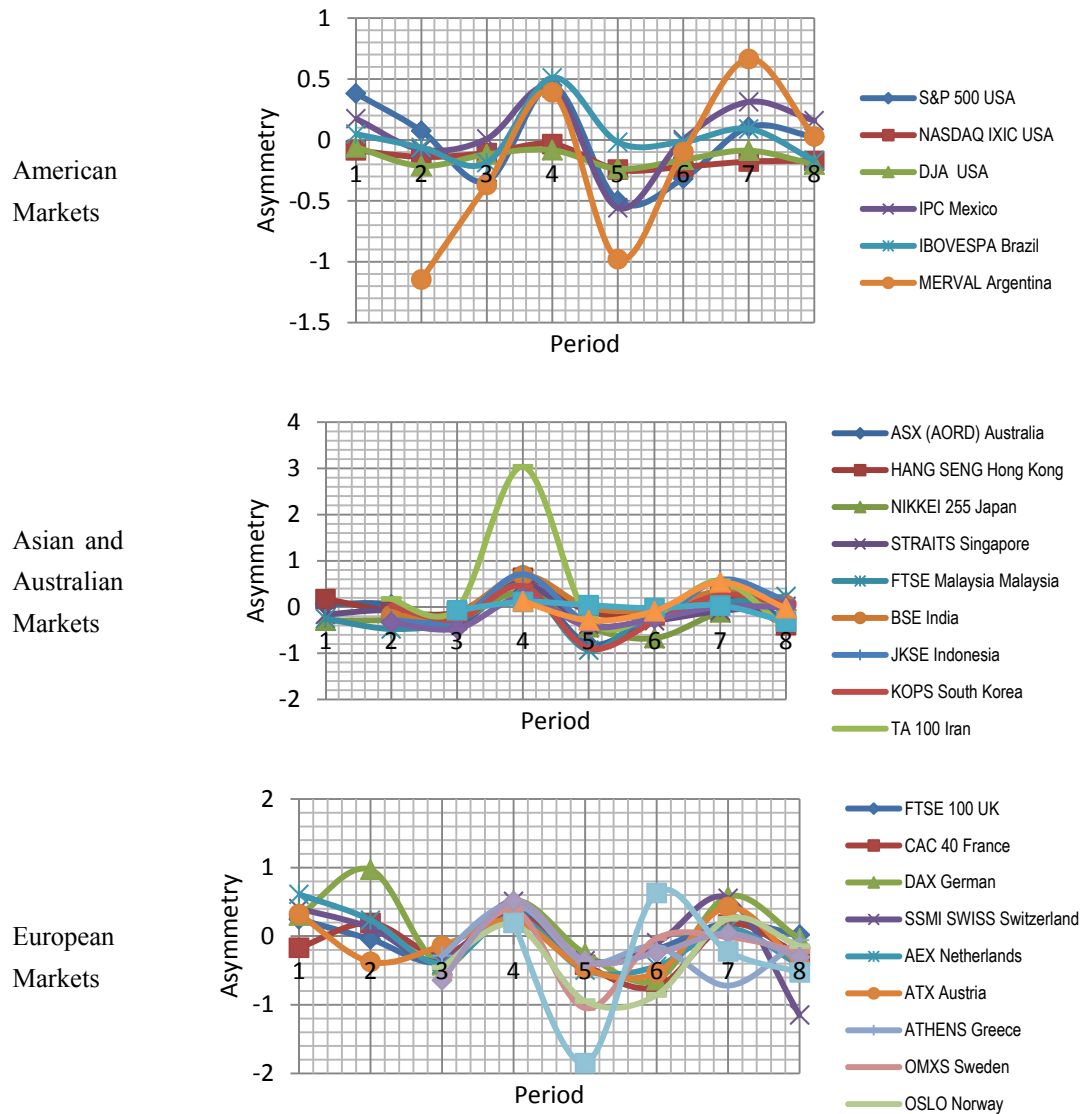 American
Markets
Asymmetry
1
0.5
0
-0.5
-1
-1.5
1 2 3 4 5 6 7 8
Period
S&P 500 USA
NASDAQ IXIC USA
DJA USA
IPC Mexico
IBOVESPA Brazil
MERVAL Argentina
Asian and
Australian
Markets
Asymmetry
4
3
2
1
0
-1
-2
1 2 3 4 5 6 7 8
Period
ASX (AORD) Australia
HANG SENG Hong Kong
NIKKEI 255 Japan
STRAITS Singapore
FTSE Malaysia Malaysia
BSE India
JKSE Indonesia
KOPS South Korea
TA 100 Iran
European
Markets
Asymmetry
2
1
0
-1
-2
1 2 3 4 5 6 7 8
Period
FTSE 100 UK
CAC 40 France
DAX German
SSMI SWISS Switzerland
AEX Netherlands
ATX Austria
ATHENS Greece
OMXS Sweden
OSLO Norway